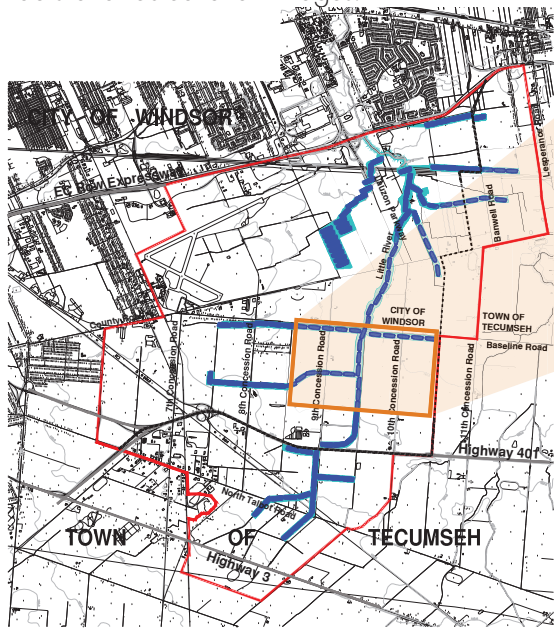 CITY OF WINDSOR
EC Row Expressway
Lauzon Parkway
Lesperance Road
Banwell Road
Little River
CITY OF
WINDSOR
TOWN OF
TECUMSEH
Baseline Road
7th Concession Road
8th Concession Road
9th Concession Road
10th Concession Road
11th Concession Road
Highway 401
North Talbot Road
TOWN OF TECUMSEH
Highway 3